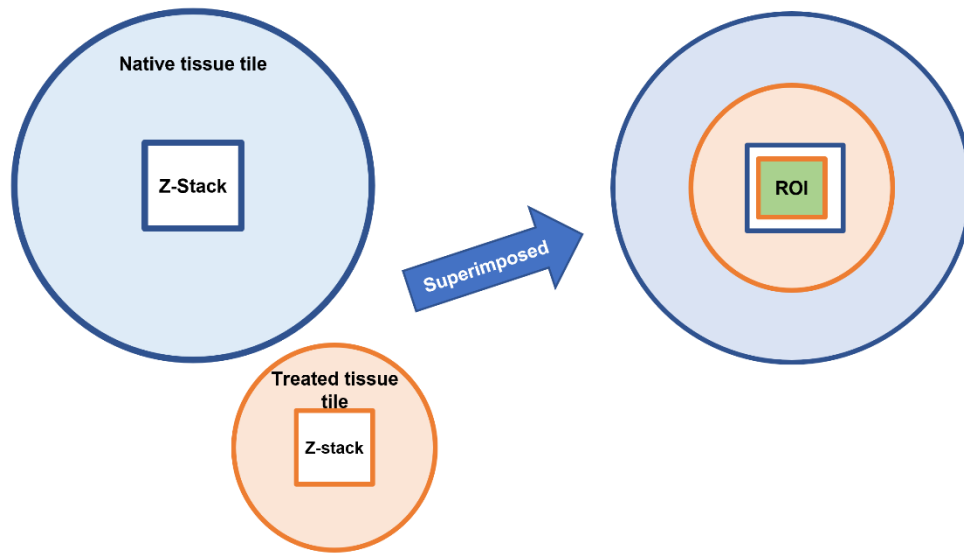 Native tissue tile
Z-Stack
Superimposed
ROI
Treated tissue
tile
Z-stack